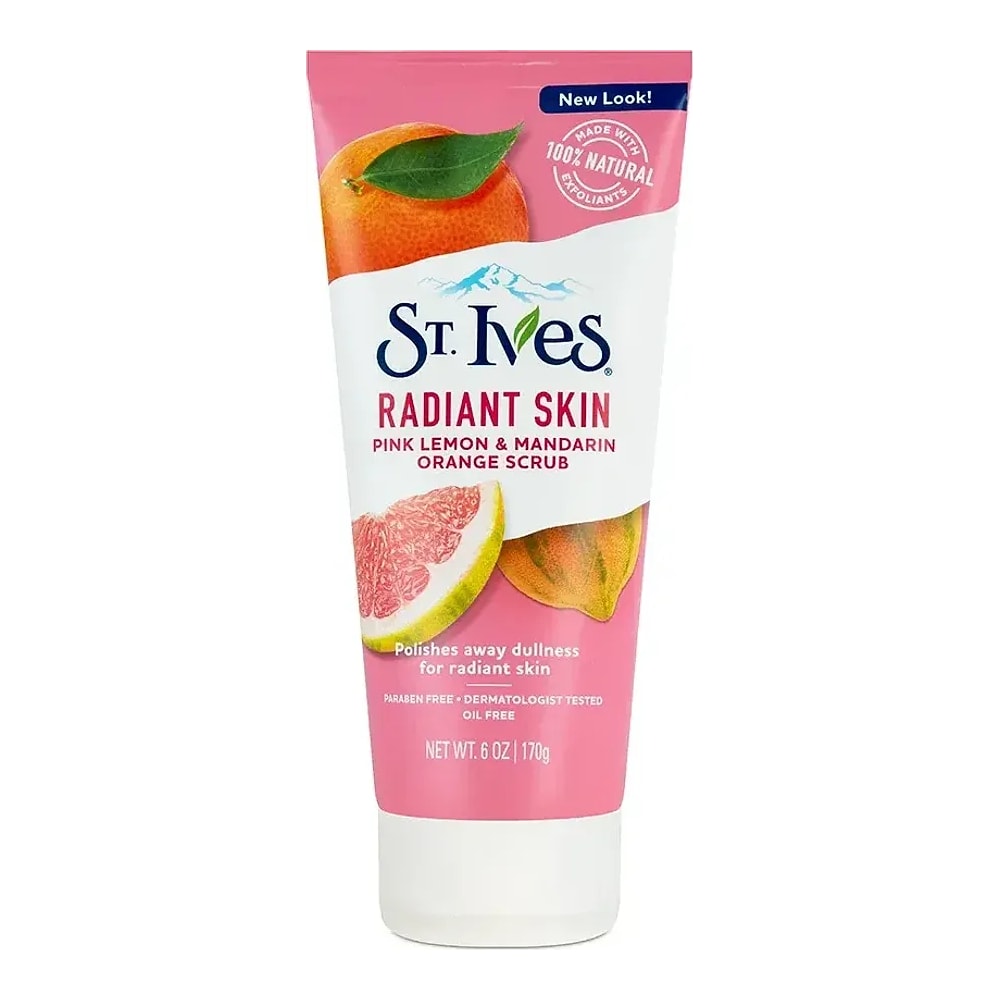 New Look!
MADE WITH
100% NATURAL
EXFOLIANTS
ST. IVES®
RADIANT SKIN
PINK LEMON & MANDARIN
ORANGE SCRUB
Polishes away dullness
for radiant skin
PARABEN FREE • DERMATOLOGIST TESTED
OIL FREE
NET WT. 6 OZ | 170g